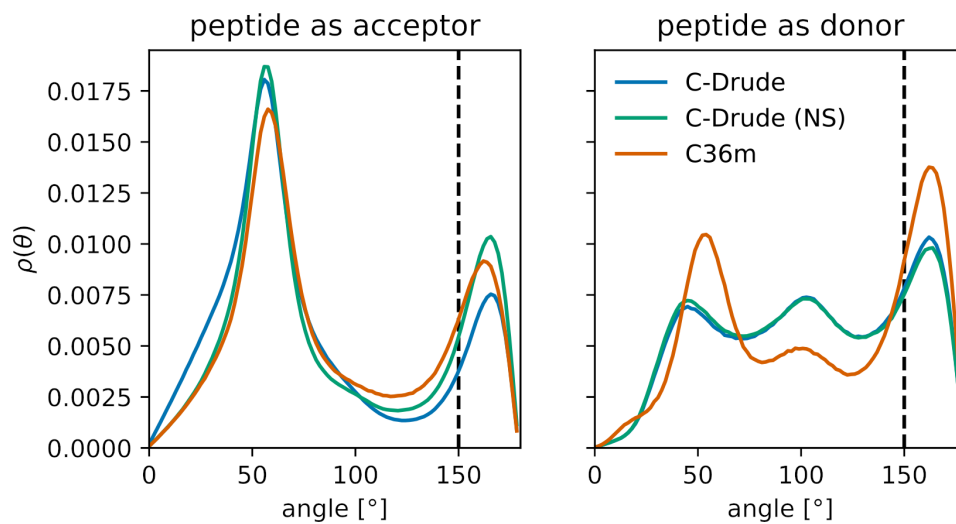 peptide as acceptor
peptide as donor
ρ(θ)
0.0175
0.0150
0.0125
0.0100
0.0075
0.0050
0.0025
0.0000
C-Drude
C-Drude (NS)
C36m
0
50
100
150
0
50
100
150
angle [°]
angle [°]